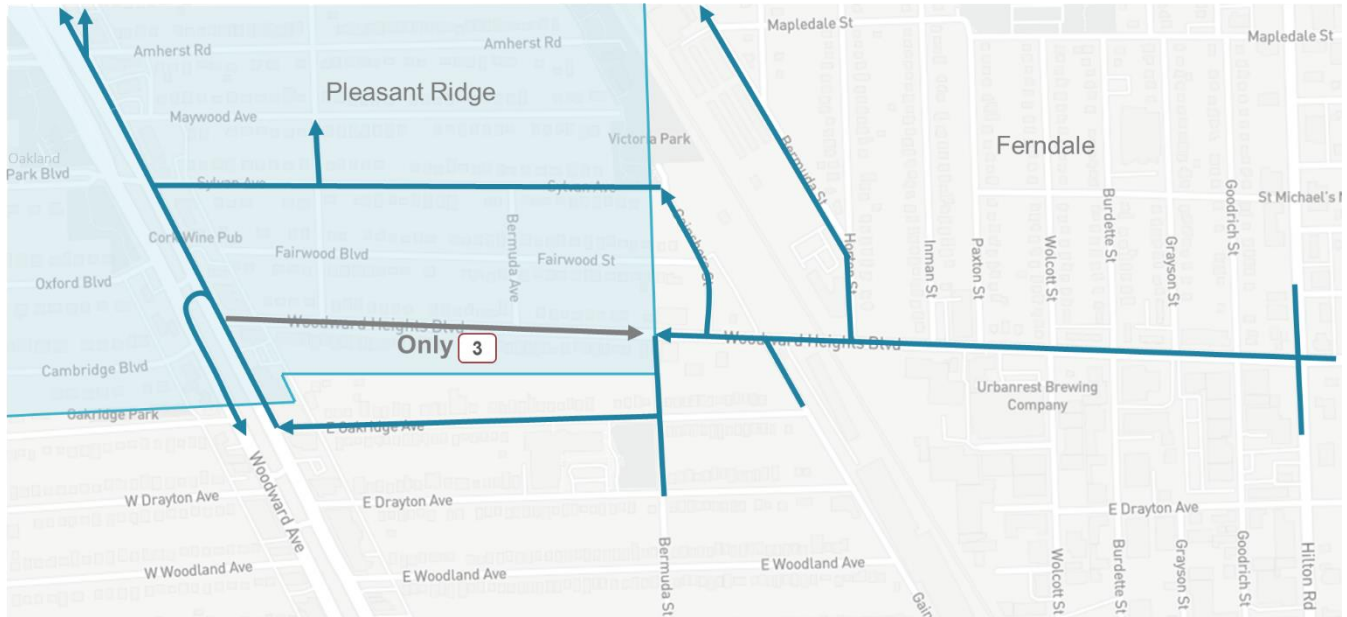 Mapledale St
Mapledale St
Amherst Rd
Amherst Rd
Pleasant Ridge
Maywood Ave
Victoria Park
Ferndale
Oakland
Park Blvd
Sylvan Ave
Sylvan Ave
Bermuda St
St Michael's
Cork Wine Pub
Bermuda Ave
Gainsboro St
Horton St
Inman St
Paxton St
Wolcott St
Burdette St
Grayson St
Goodrich St
Fairwood Blvd
Fairwood St
Oxford Blvd
Woodward Heights Blvd
Only 3
Woodward Heights Blvd
Cambridge Blvd
Urbanrest Brewing
Company
Oakridge Park
E Oakridge Ave
Woodward Ave
W Drayton Ave
E Drayton Ave
E Drayton Ave
W Woodland Ave
E Woodland Ave
E Woodland Ave
Bermuda St
Gain
Wolcott St
Burdette St
Grayson St
Goodrich St
Hilton Rd